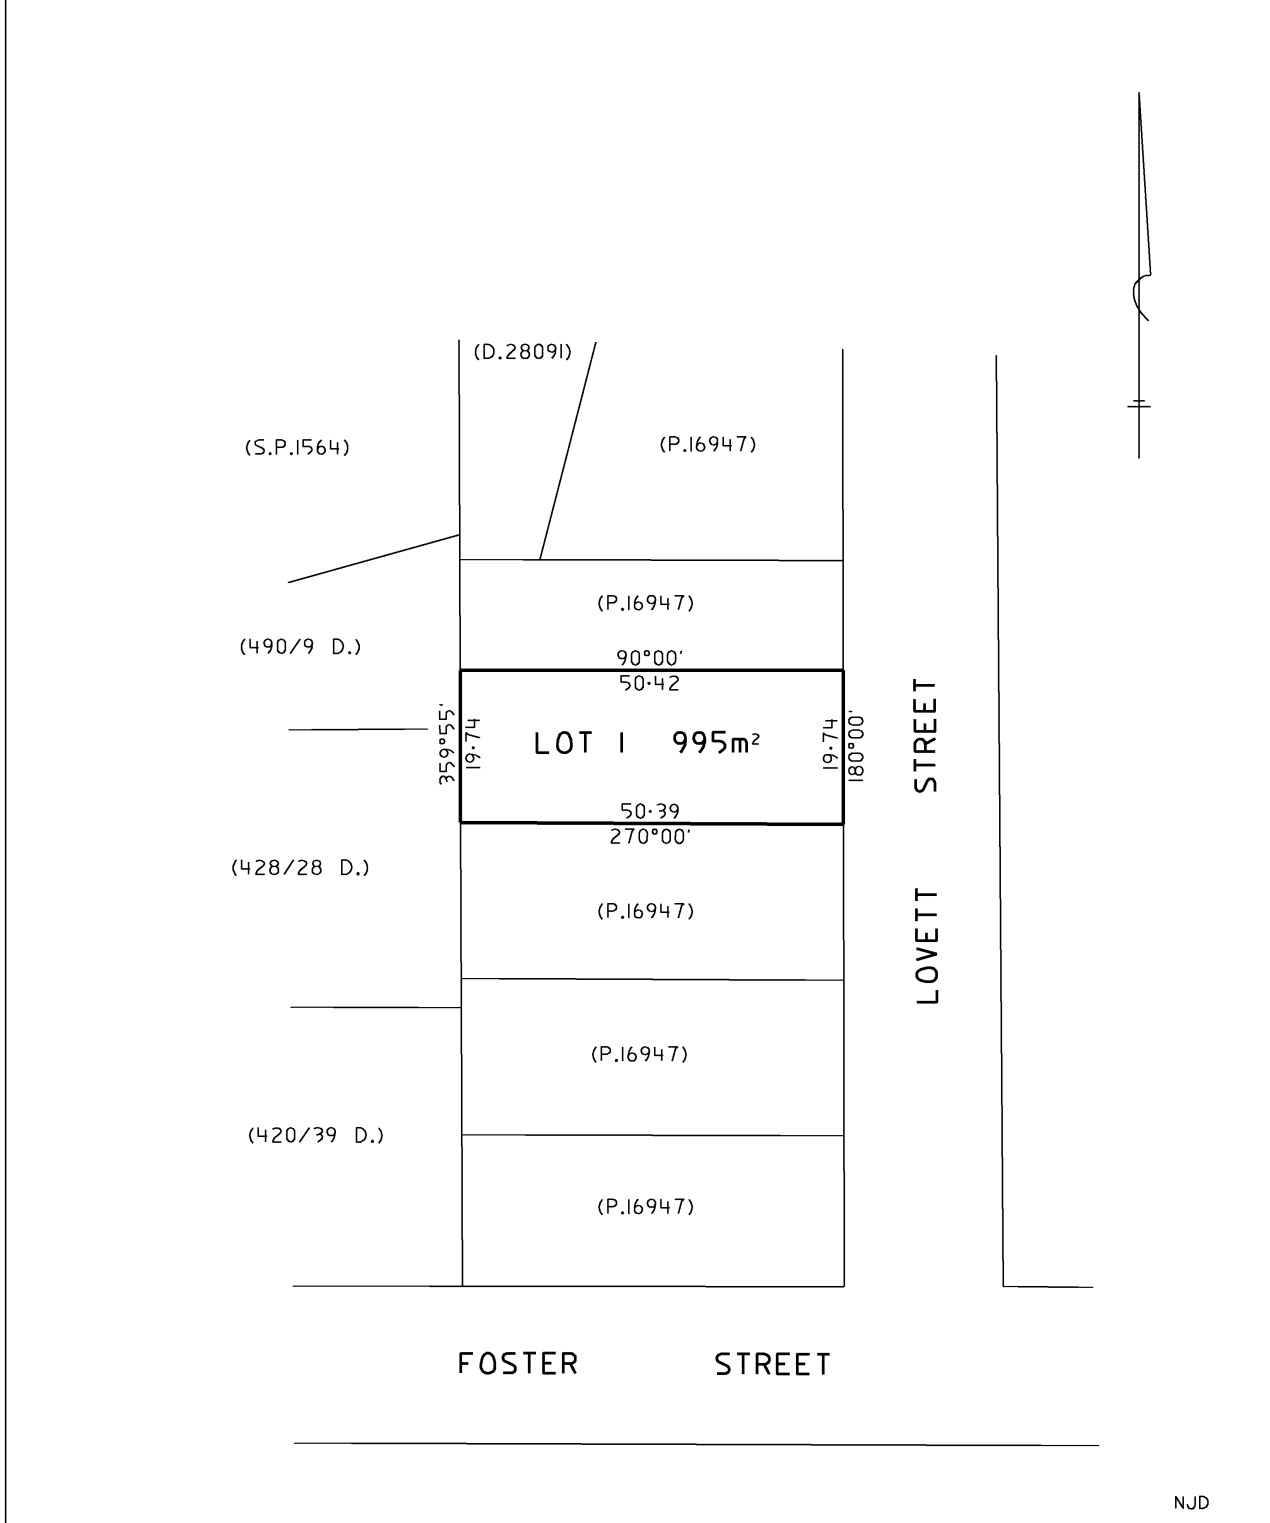 (D.28091)
(S.P.1564)
(P.16947)
(P.16947)
(490/9 D.)
90°00'
50·42
359°55'
19·74
LOT 1 995m²
19·74
180°00'
50·39
270°00'
(428/28 D.)
(P.16947)
LOVETT STREET
(P.16947)
(420/39 D.)
(P.16947)
FOSTER STREET
NJD